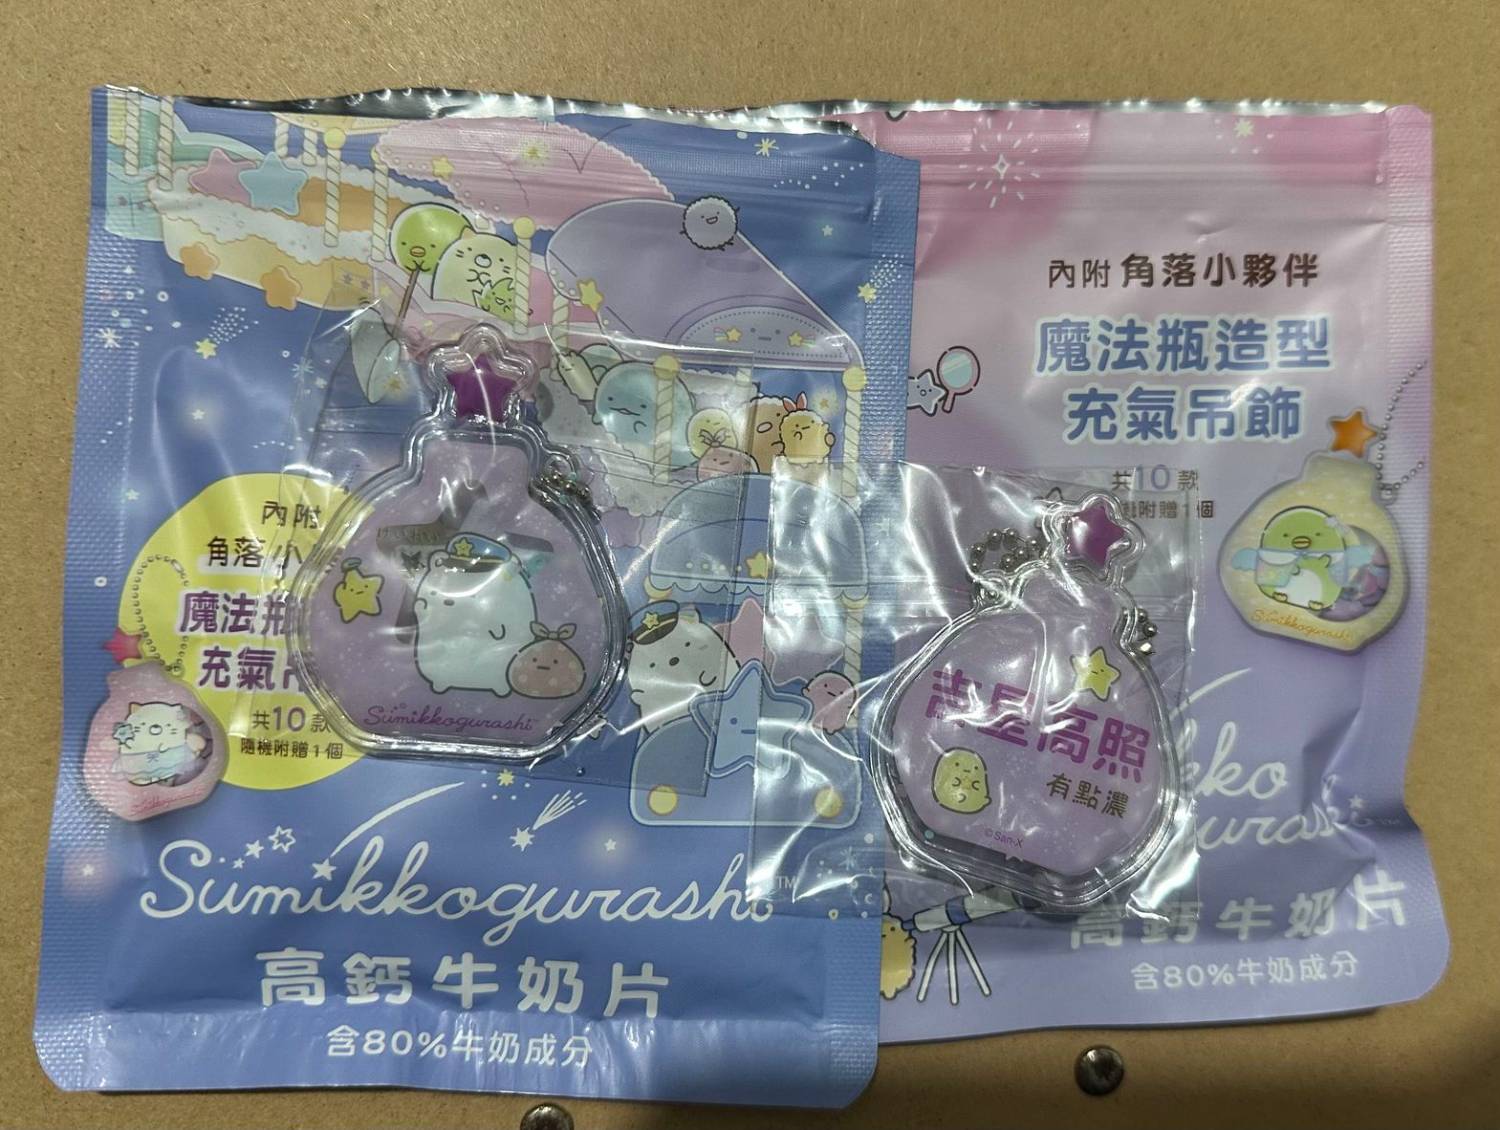 內附
角落小
魔法瓶
充氣吊
共10款
隨機附贈1個
Sumikkogurashi
Sumikkogurashi™
高鈣牛奶片
含80%牛奶成分
內附 角落小夥伴
魔法瓶造型
充氣吊飾
共10款
附贈1個
Sumikkogurashi
吉星高照
有點濃
©San-X
kko
urashi
高鈣牛奶片
含80%牛奶成分